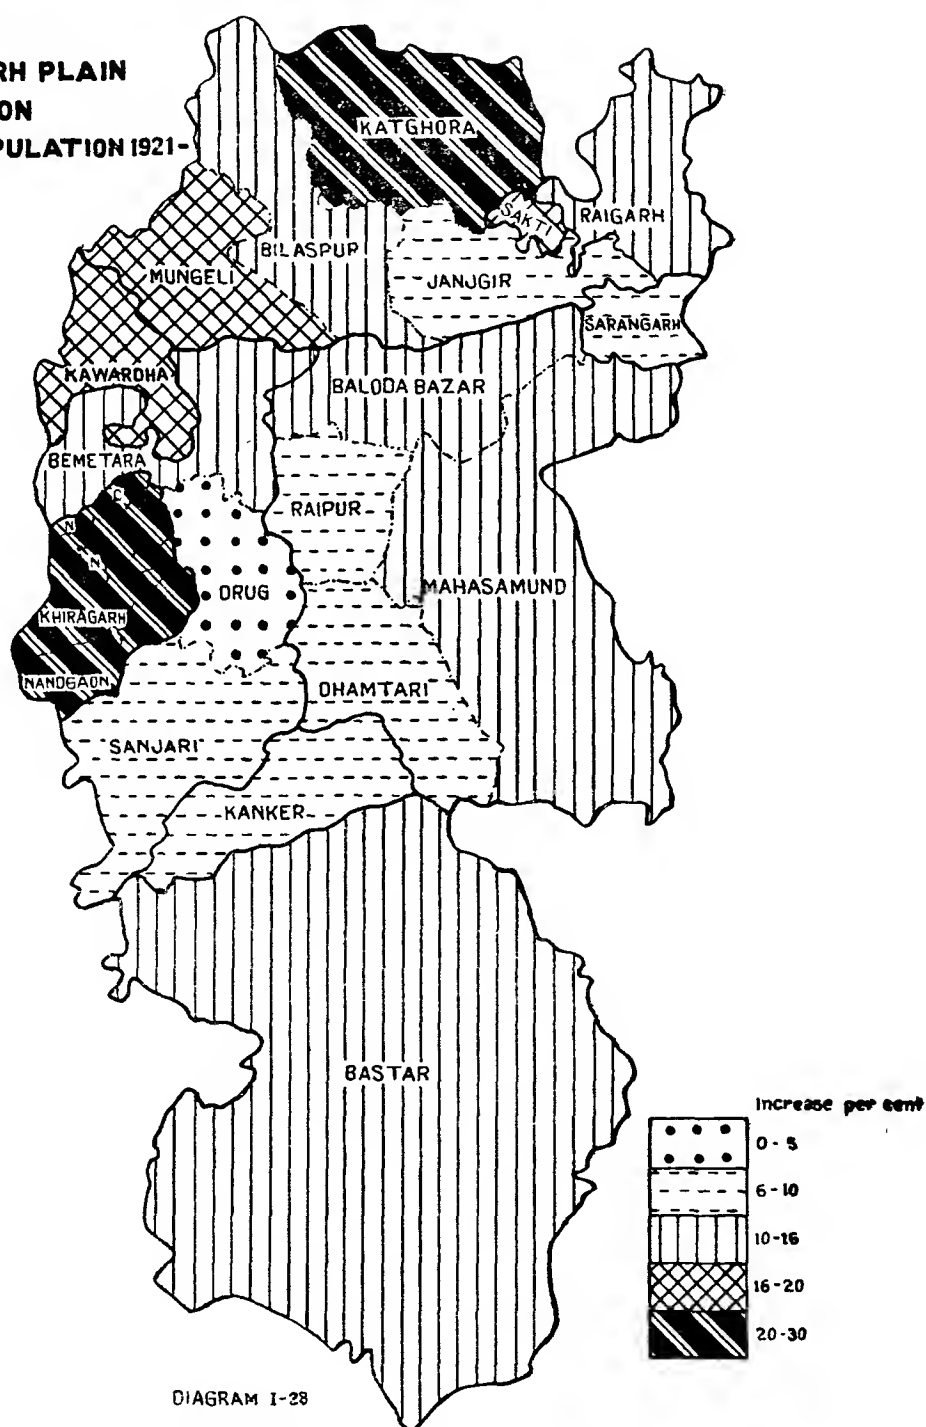 RH PLAIN
ON
PULATION 1921-
KATGHORA
SAKTI
RAIGARH
BILASPUR
MUNGELI
JANJGIR
SARANGARH
KAWARDHA
BALODA BAZAR
BEMETARA
RAIPUR
C
N
N
DRUG
MAHASAMUND
KHIRAGARH
NANDGAON
DHAMTARI
SANJARI
KANKER
BASTAR
Increase per cent
0-5
6-10
10-15
16-20
20-30
DIAGRAM I-28